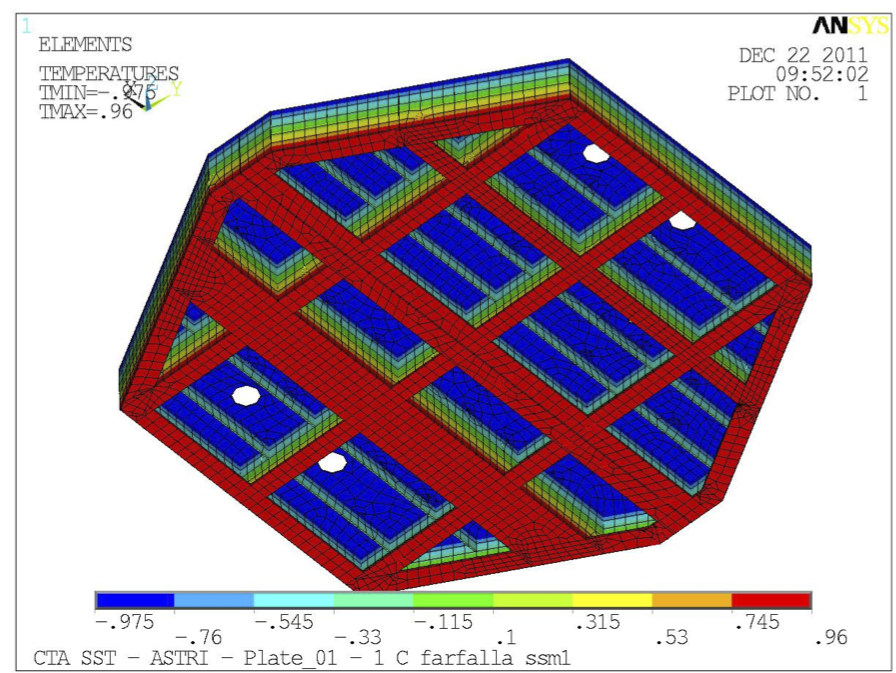 1
ANSYS
ELEMENTS
DEC 22 2011
TEMPERATURES
09:52:02
TMIN=-.975
PLOT NO. 1
TMAX=.96
X
Y
-.975 -.545 -.115 .315 .745
-.76 -.33 .1 .53 .96
CTA SST - ASTRI - Plate_01 - 1 C farfalla ssm1